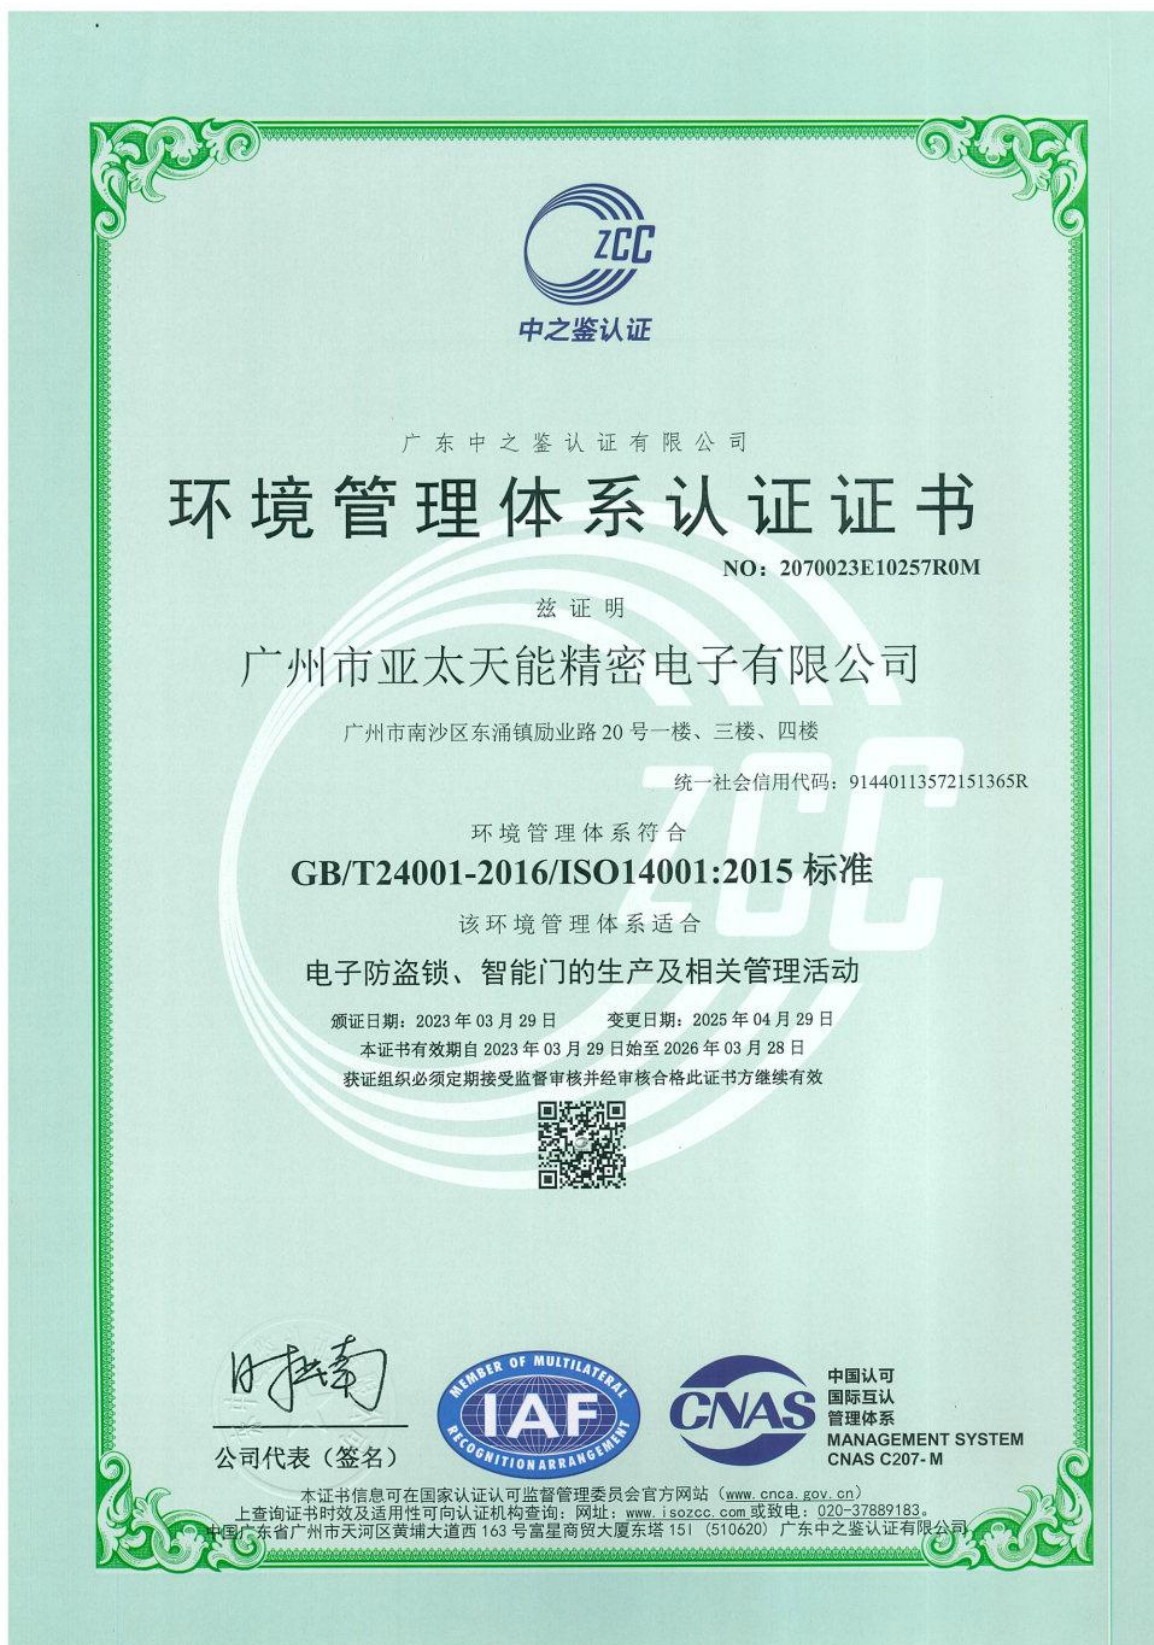 ZCC
中之鉴认证
广东中之鉴认证有限公司
环境管理体系认证证书
NO：2070023E10257R0M
兹证明
广州市亚太天能精密电子有限公司
广州市南沙区东涌镇励业路20号一楼、三楼、四楼
统一社会信用代码：91440113572151365R
环境管理体系符合
GB/T24001-2016/ISO14001:2015 标准
该环境管理体系适合
电子防盗锁、智能门的生产及相关管理活动
颁证日期：2023年03月29日 变更日期：2025年04月29日
本证书有效期自2023年03月29日始至2026年03月28日
获证组织必须定期接受监督审核并经审核合格此证书方继续有效
ZCC
公司代表（签名）
MEMBER OF MULTILATERAL
IAF
RECOGNITION ARRANGEMENT
CNAS
中国认可
国际互认
管理体系
MANAGEMENT SYSTEM
CNAS C207-M
本证书信息可在国家认证认可监督管理委员会官方网站（www.cnca.gov.cn）
上查询证书时效及适用性可向认证机构查询：网址：www.isozcc.com或致电：020-37889183。
中国广东省广州市天河区黄埔大道西163号富星商贸大厦东塔15I（510620）广东中之鉴认证有限公司